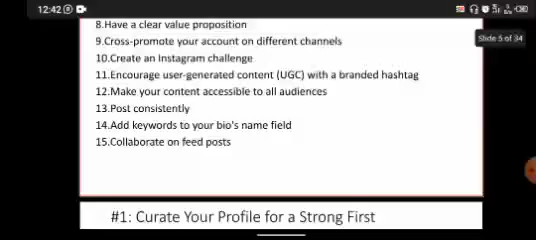 12:42
Slide 5 of 34
8.Have a clear value proposition
9.Cross-promote your account on different channels
10.Create an Instagram challenge
11.Encourage user-generated content (UGC) with a branded hashtag
12.Make your content accessible to all audiences
13.Post consistently
14.Add keywords to your bio's name field
15.Collaborate on feed posts
#1: Curate Your Profile for a Strong First